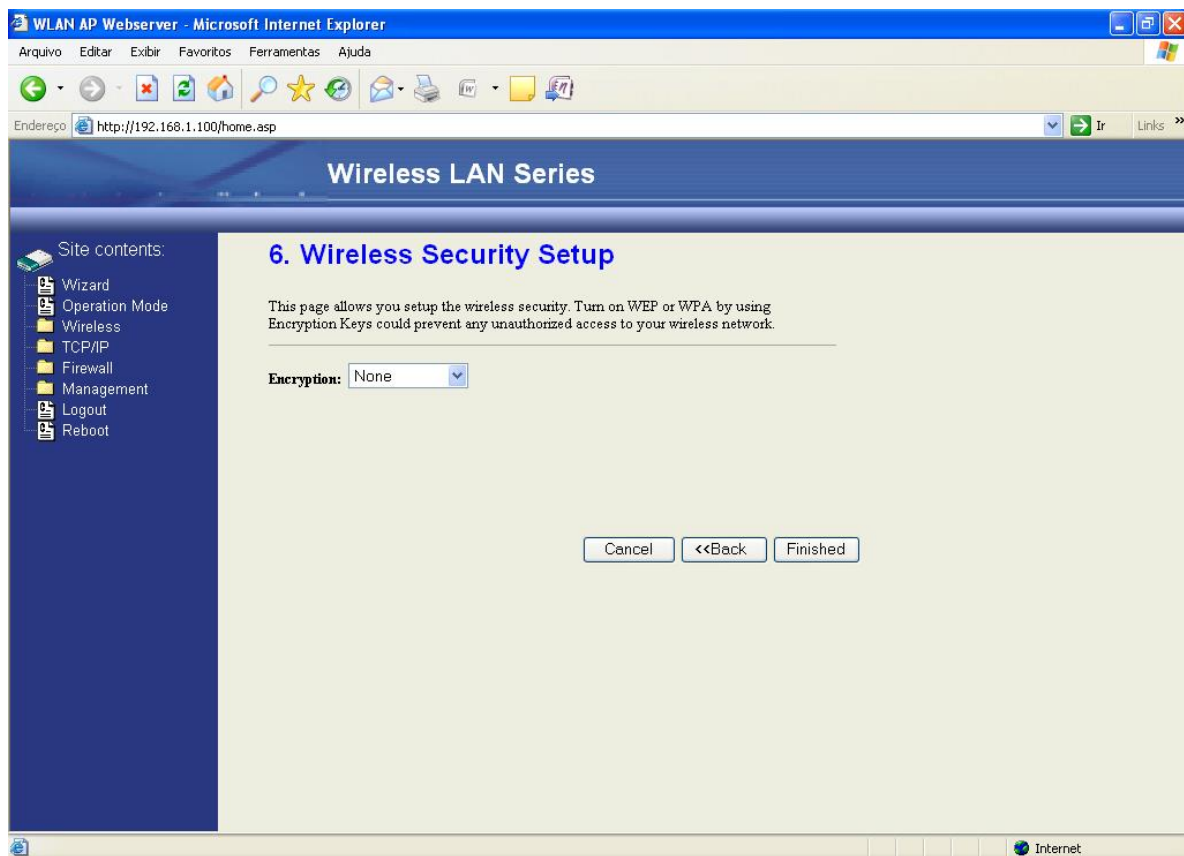 WLAN AP Webserver - Microsoft Internet Explorer
Arquivo Editar Exibir Favoritos Ferramentas Ajuda
Endereço http://192.168.1.100/home.asp Ir Links »
Wireless LAN Series
Site contents:
Wizard
Operation Mode
Wireless
TCP/IP
Firewall
Management
Logout
Reboot
6. Wireless Security Setup
This page allows you setup the wireless security. Turn on WEP or WPA by using
Encryption Keys could prevent any unauthorized access to your wireless network.
Encryption: None
Cancel <<Back Finished
Internet